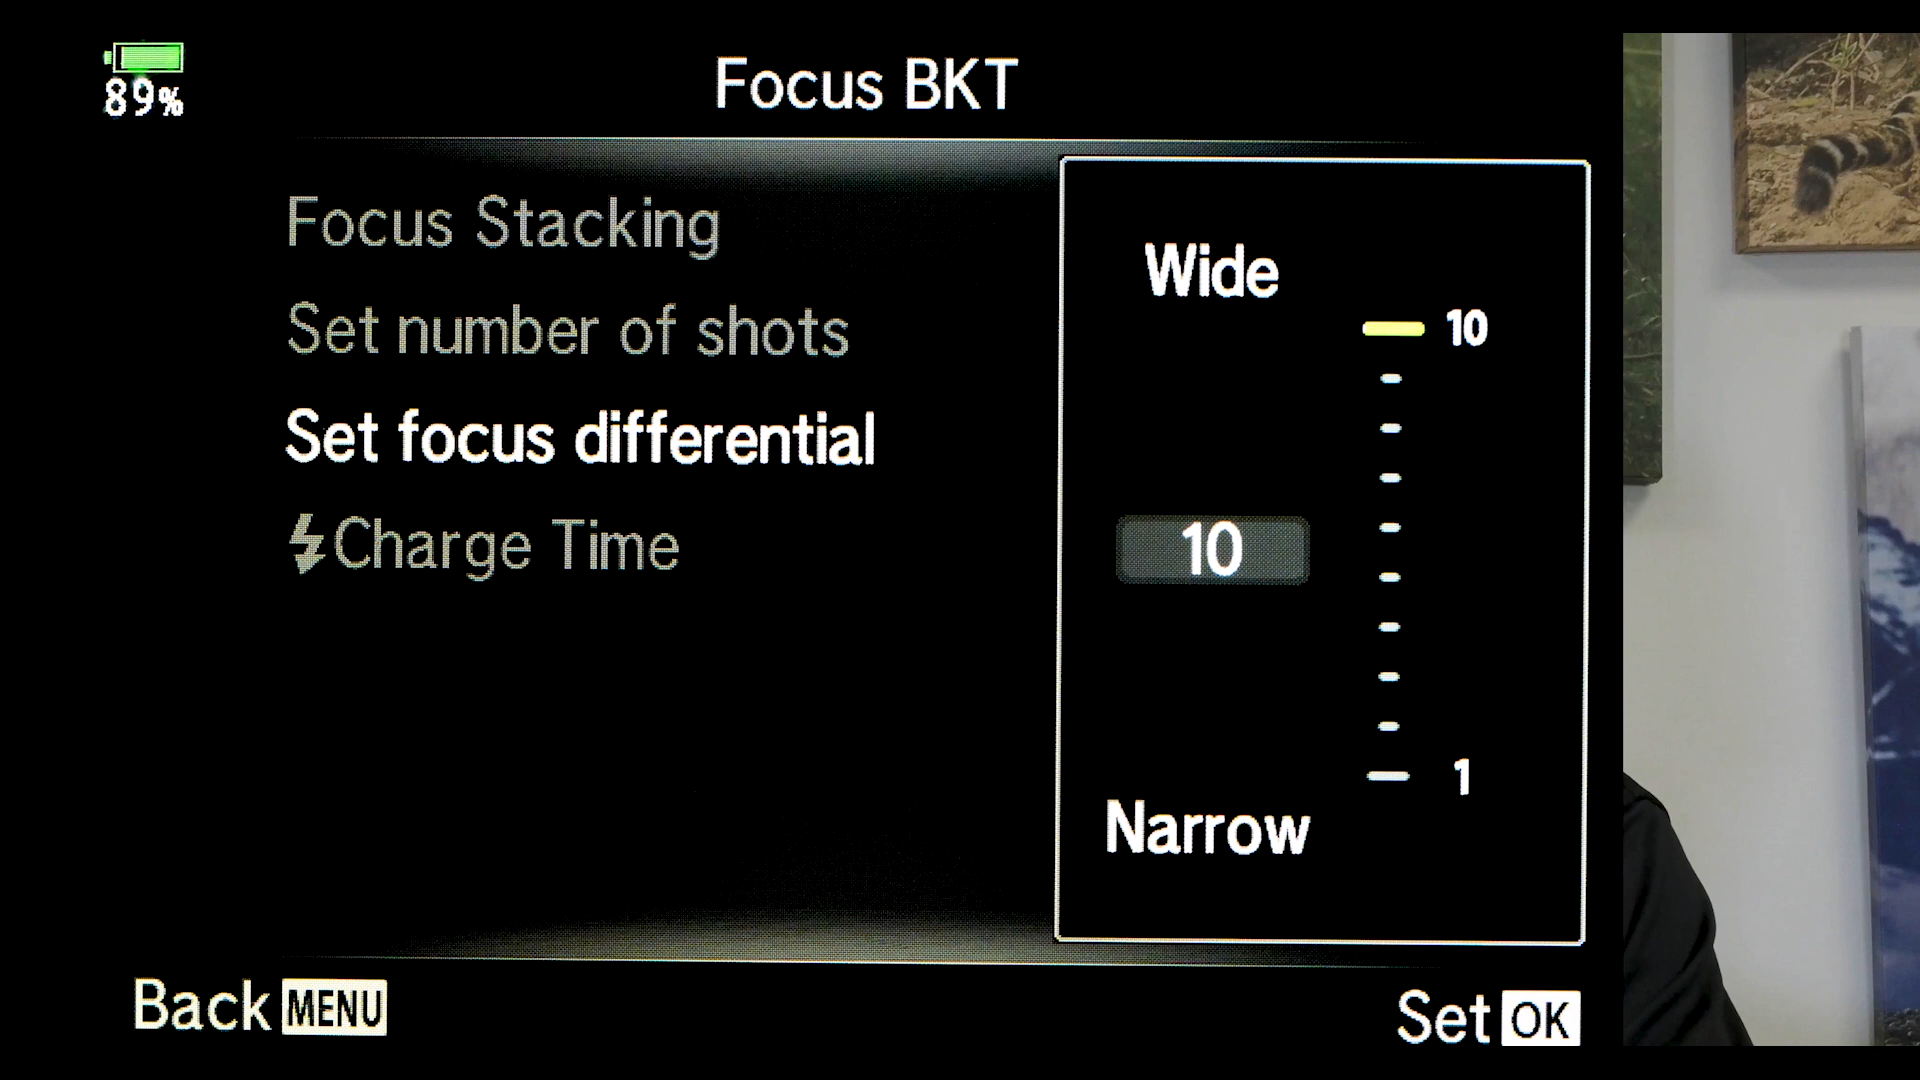 89%
Focus BKT
Focus Stacking
Set number of shots
Set focus differential
Charge Time
Wide
10
10
1
Narrow
Back MENU
Set OK